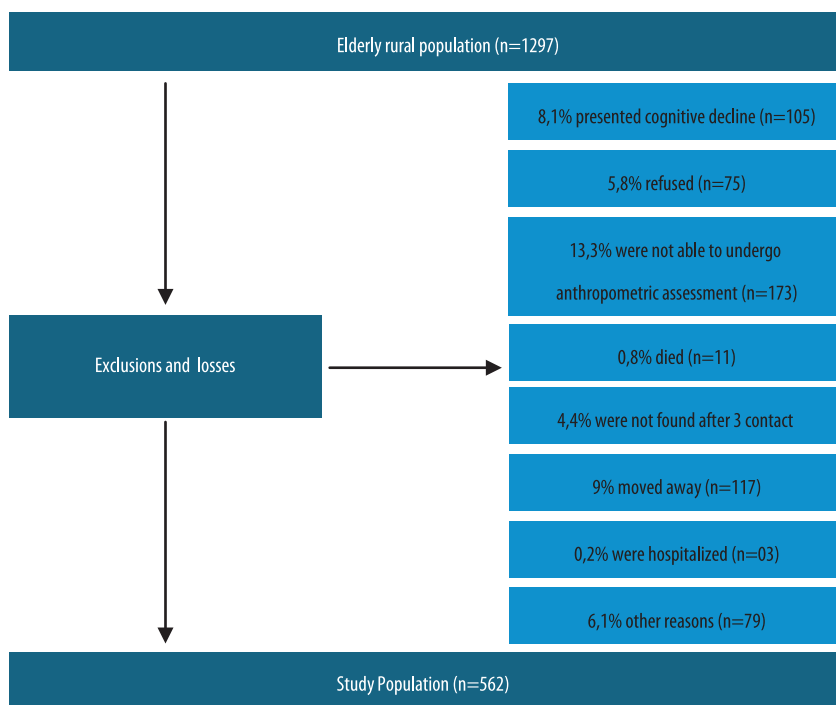 Elderly rural population (n=1297)
8,1% presented cognitive decline (n=105)
5,8% refused (n=75)
13,3% were not able to undergo
anthropometric assessment (n=173)
Exclusions and losses
0,8% died (n=11)
4,4% were not found after 3 contact
9% moved away (n=117)
0,2% were hospitalized (n=03)
6,1% other reasons (n=79)
Study Population (n=562)